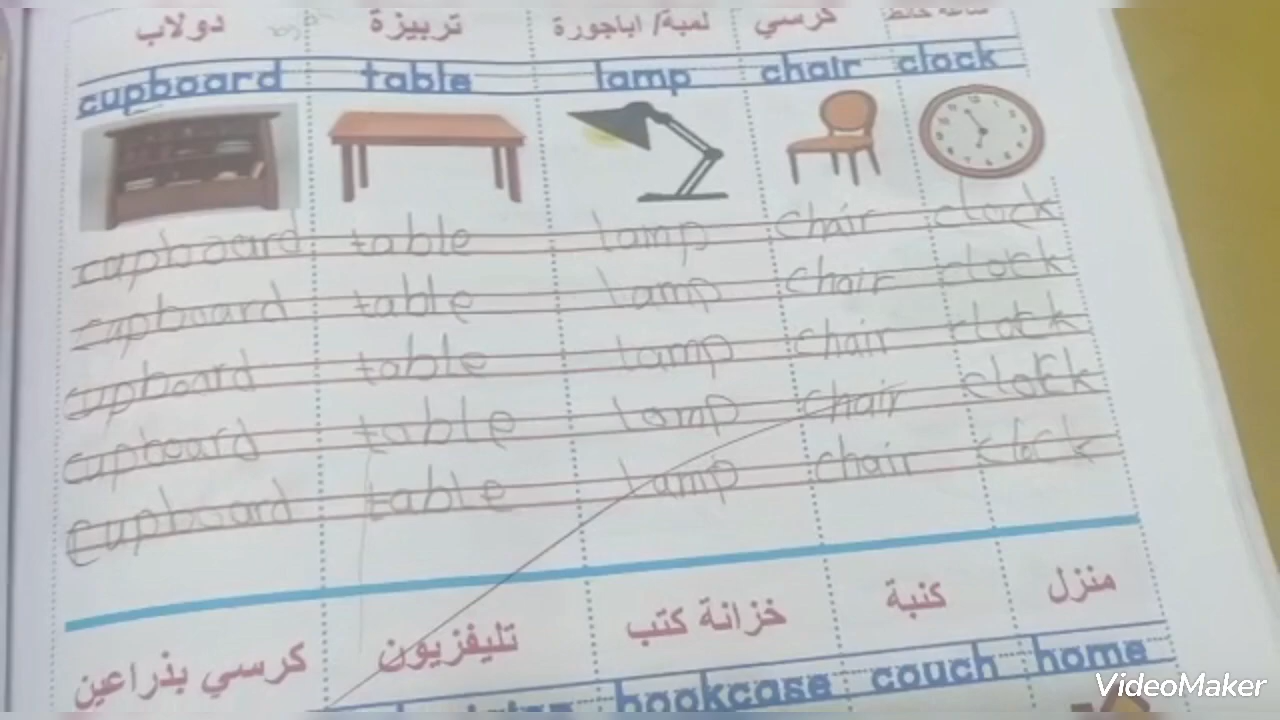 دولاب تربيزة لمبة/ اباجورة كرسي ساعة حائط
cupboard table lamp chair clock
cupboard table lamp chair clock
cupboard table lamp chair clock
cupboard table lamp chair clock
cupboard table lamp chair clock
cupboard table lamp chair clock
كرسي بذراعين تليفزيون خزانة كتب كنبة منزل
bookcase couch home
VideoMaker